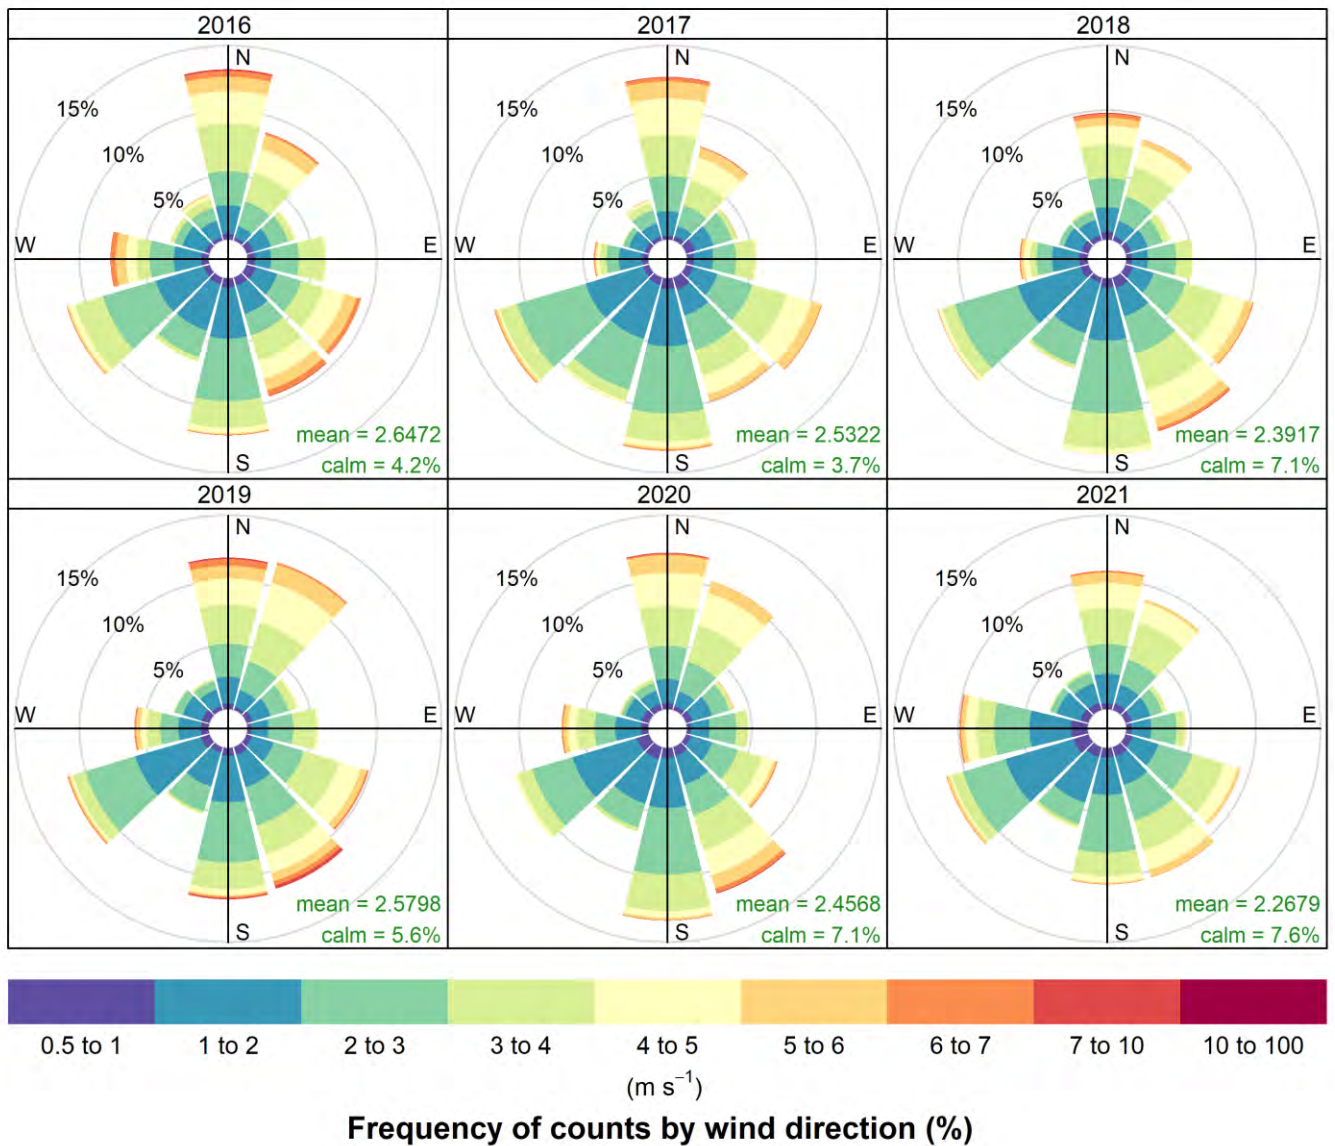 2016
N
15%
10%
5%
W
E
S
mean = 2.6472
calm = 4.2%
2017
N
15%
10%
5%
W
E
S
mean = 2.5322
calm = 3.7%
2018
N
15%
10%
5%
W
E
S
mean = 2.3917
calm = 7.1%
2019
N
15%
10%
5%
W
E
S
mean = 2.5798
calm = 5.6%
2020
N
15%
10%
5%
W
E
S
mean = 2.4568
calm = 7.1%
2021
N
15%
10%
5%
W
E
S
mean = 2.2679
calm = 7.6%
0.5 to 1 1 to 2 2 to 3 3 to 4 4 to 5 5 to 6 6 to 7 7 to 10 10 to 100
(m s⁻¹)
Frequency of counts by wind direction (%)